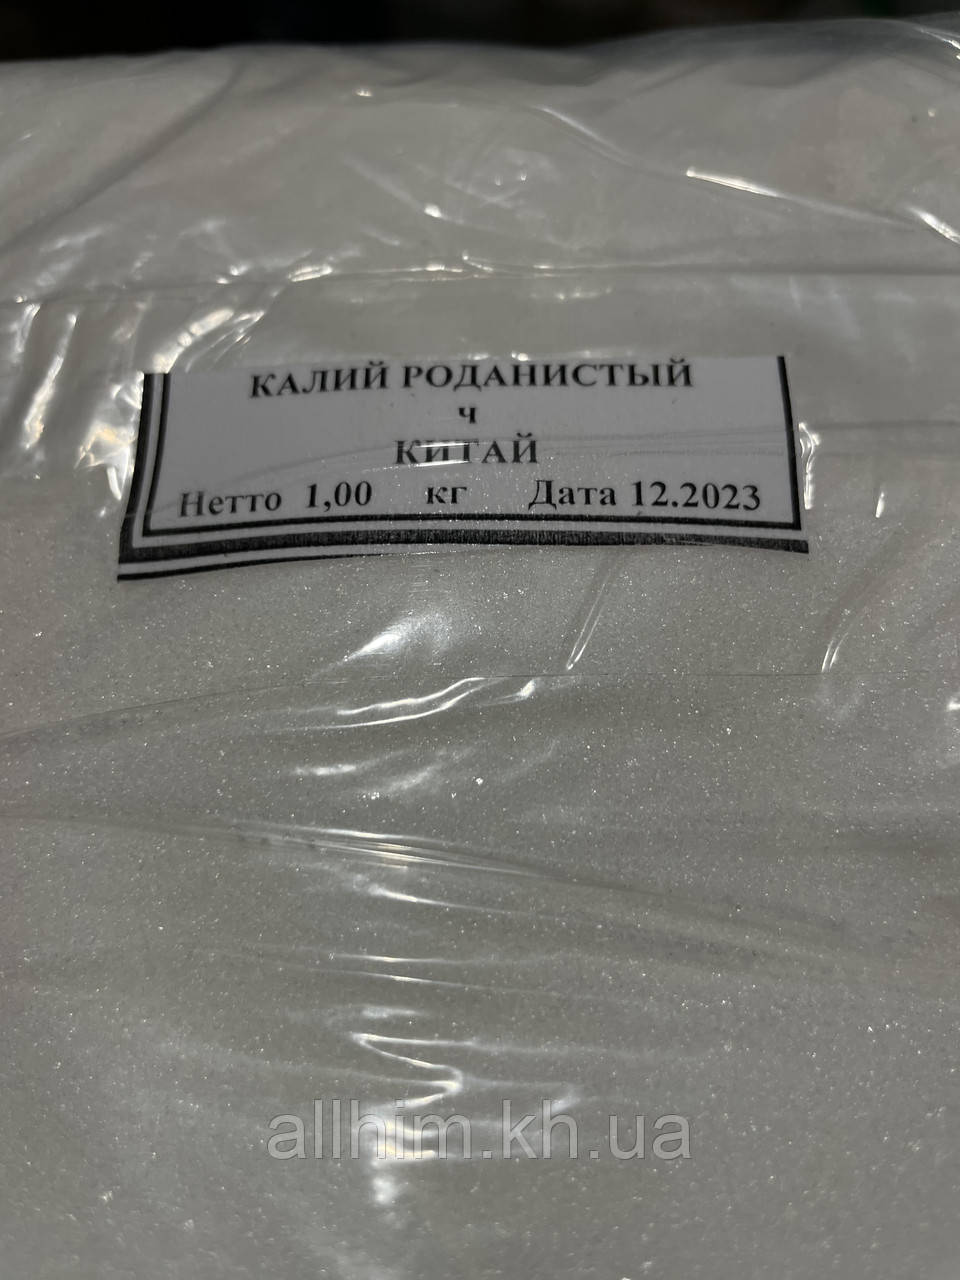 КАЛИЙ РОДАНИСТЫЙ
ч
КИТАЙ
Нетто 1,00 кг Дата 12.2023
allhim.kh.ua